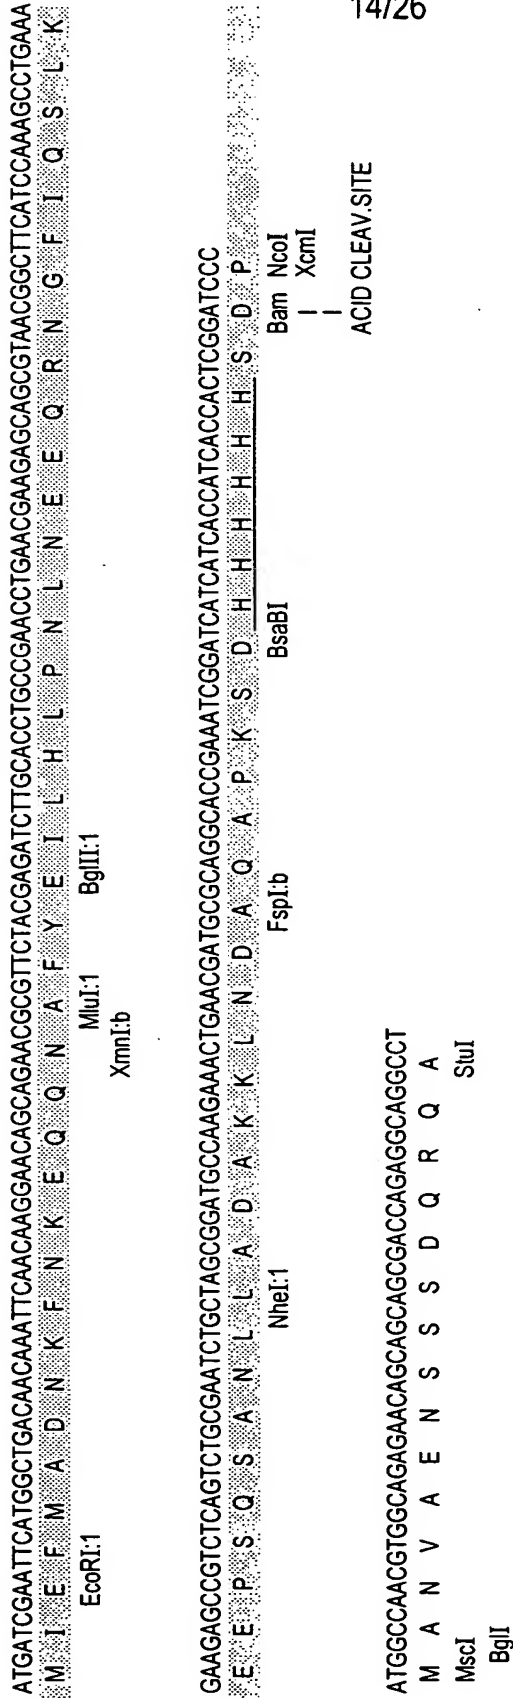 14/26
ATGATCGAATTCATGGCTGACAACAAATTCAACAAGGAACAGCAGAACGCGTTCTACGAGATCTTGCACCTGCCGAACCTGAACGAAGAGCAGCGTAACGGCTTCATCCAAAGCCTGAAA
M I E F M A D N K F N K E Q Q N A F Y E I L H L P N L N E E Q R N G F I Q S L K
EcoRI:1 MluI:1 BglII:1
XmnI:b
GAAGAGCCGTCTCAGTCTGCGAATCTGCTAGCGGATGCCAAGAAACTGAACGATGCGCAGGCACCGAAATCGGATCATCATCACCATCACCACTCGGATCCC
E E P S Q S A N L L A D A K K L N D A Q A P K S D H H H H H H S D P
NheI:1 FspI:b BsaBI Bam NcoI
XcmI
ACID CLEAV.SITE
ATGGCCAACGTGGCAGAGAACAGCAGCAGCGACCAGAGGCAGGCCT
M A N V A E N S S S D Q R Q A
MscI StuI
BglI